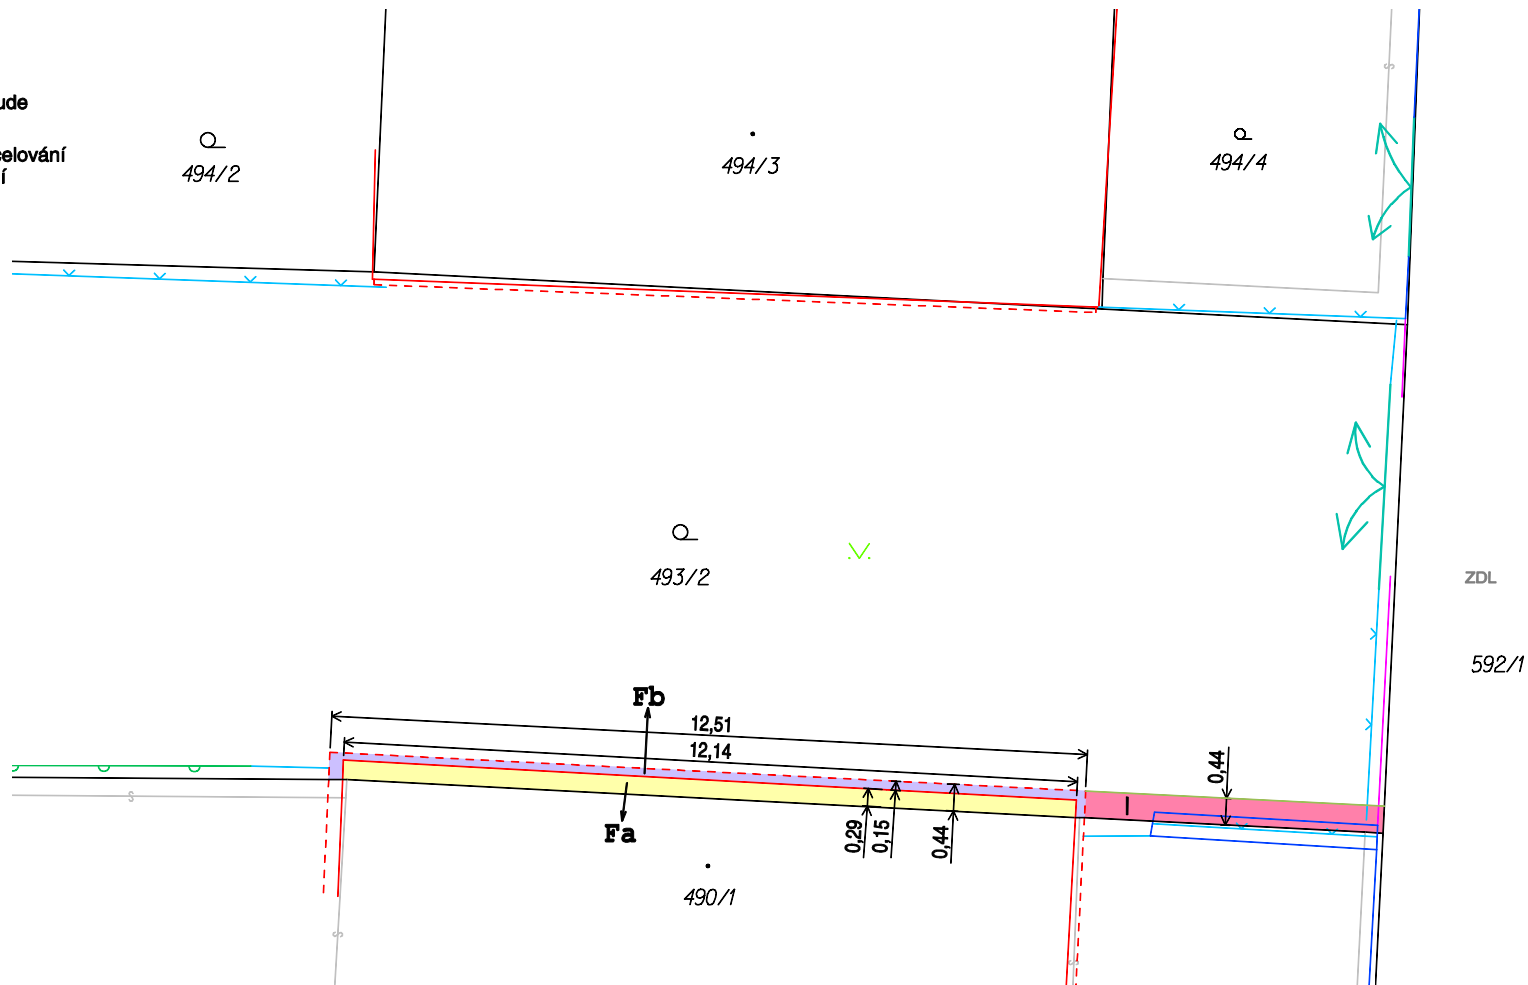 ude
celování
í
494/2
494/3
494/4
s
493/2
ZDL
592/1
Fb
12,51
12,14
0,44
I
s
0,29
0,15
0,44
Fa
490/1
s
s